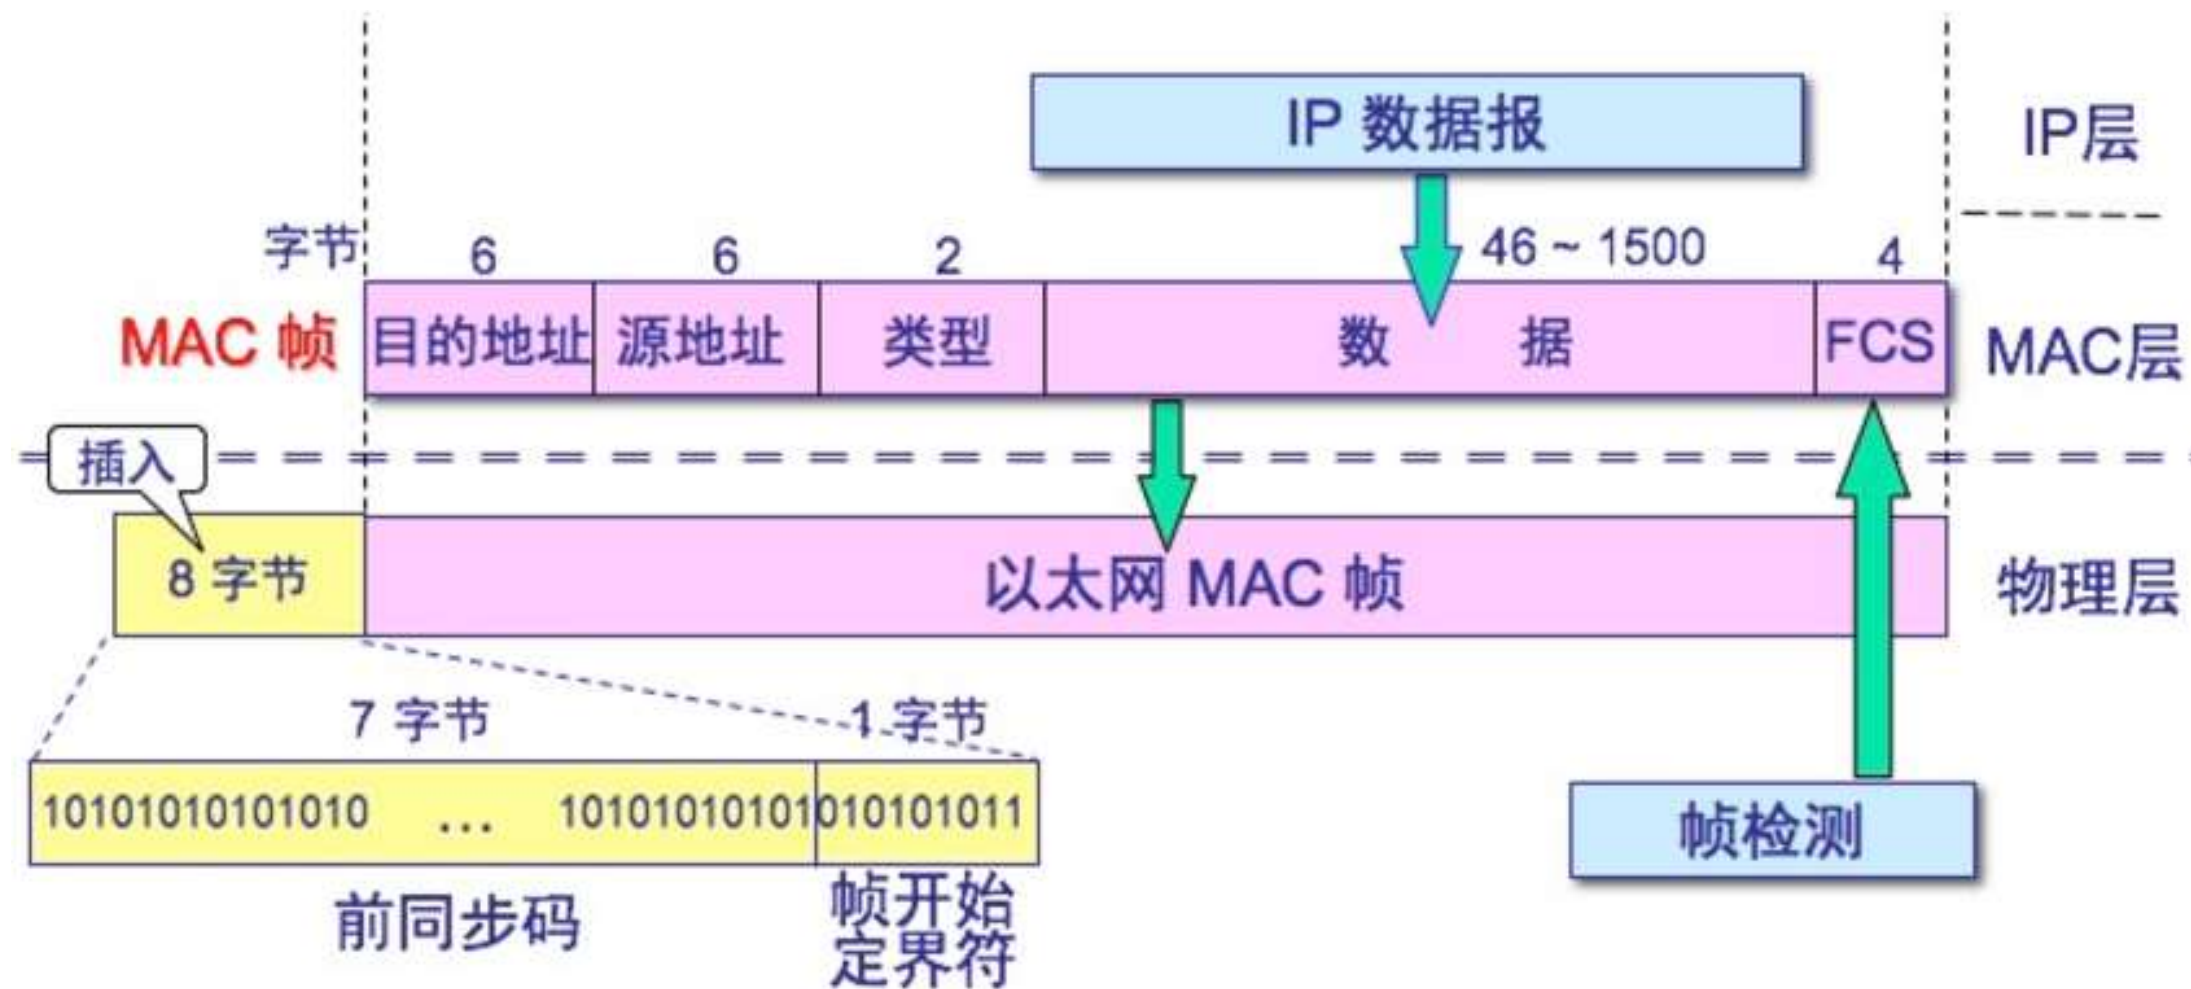 IP 数据报
IP层
字节
6
6
2
46 ~ 1500
4
MAC 帧
目的地址
源地址
类型
数 据
FCS
MAC层
插入
8 字节
以太网 MAC 帧
物理层
7 字节
1 字节
10101010101010 … 10101010101
010101011
帧检测
前同步码
帧开始
定界符